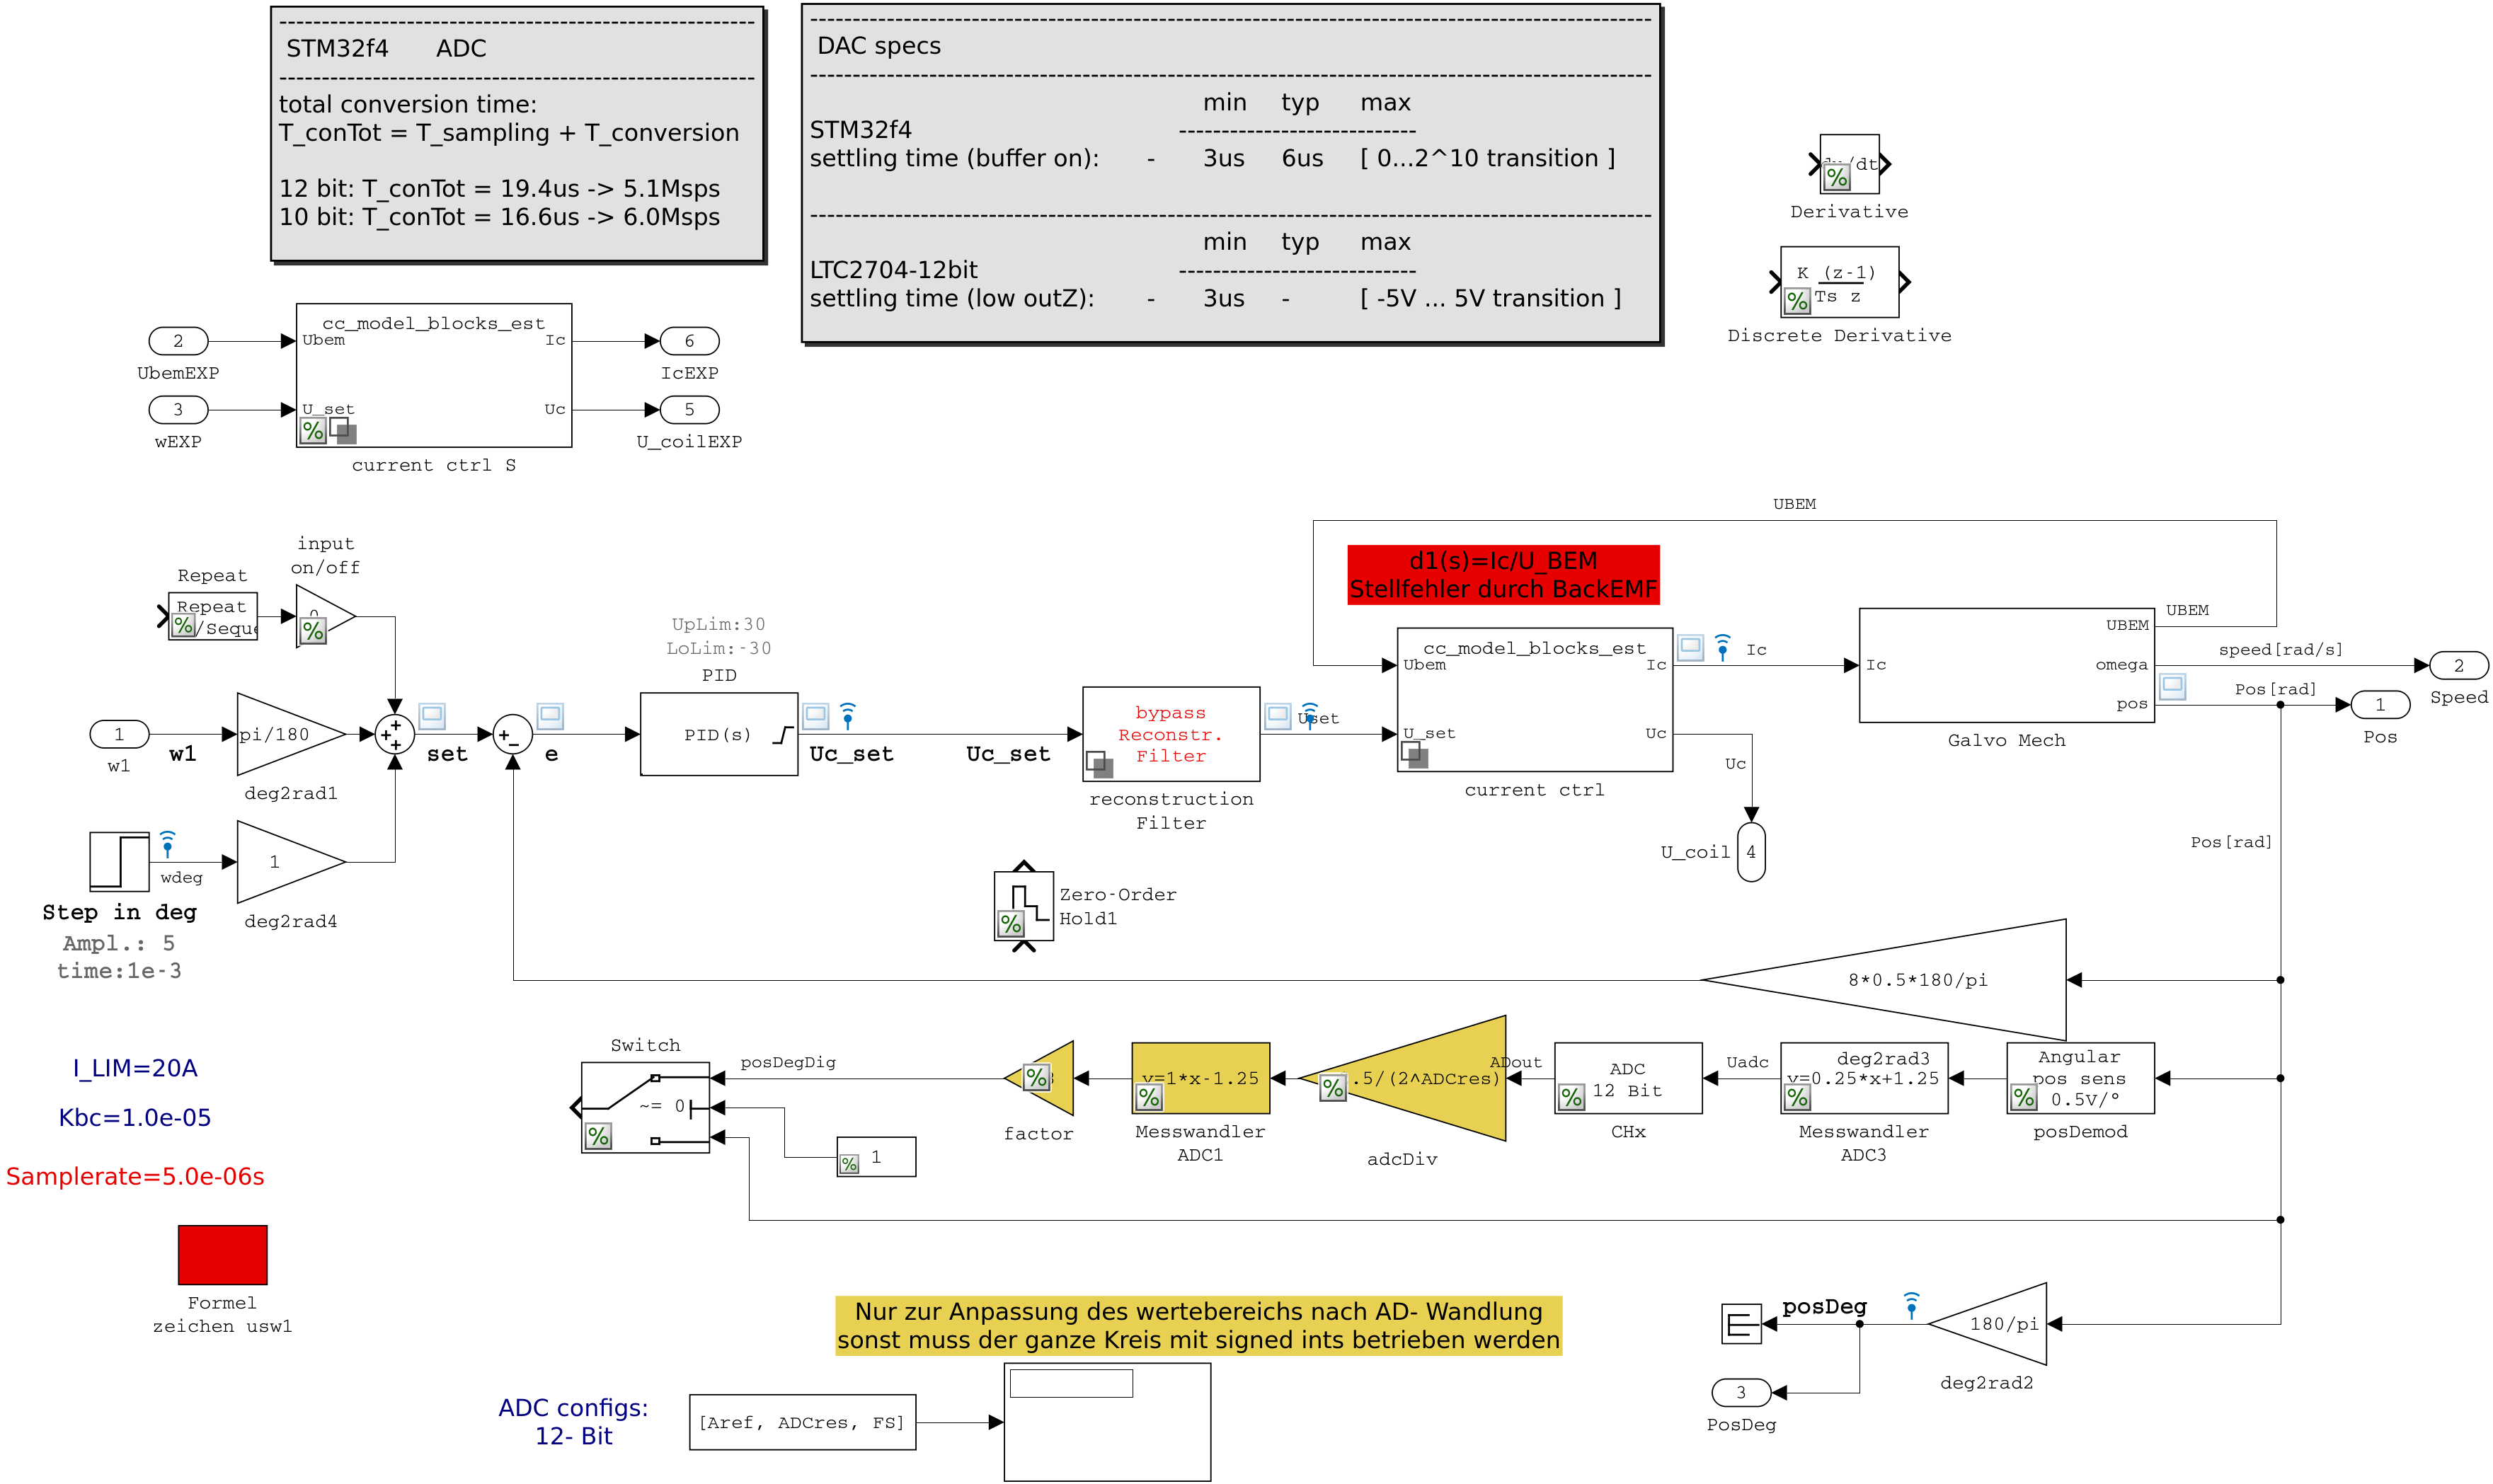 STM32f4 ADC
total conversion time:
T_conTot = T_sampling + T_conversion
12 bit: T_conTot = 19.4us -> 5.1Msps
10 bit: T_conTot = 16.6us -> 6.0Msps
DAC specs
min typ max
STM32f4
settling time (buffer on): - 3us 6us [ 0...2^10 transition ]
min typ max
LTC2704-12bit
settling time (low outZ): - 3us - [ -5V ... 5V transition ]
Derivative
K (z-1)
Ts z
Discrete Derivative
cc_model_blocks_est
2
Ubem
Ic
6
UbemEXP
IcEXP
3
U_set
Uc
5
wEXP
U_coilEXP
current ctrl S
UBEM
input
on/off
Repeat
Repeat
d1(s)=Ic/U_BEM
Stellfehler durch BackEMF
UpLim:30
LoLim:-30
PID
PID(s)
1
w1
w1
pi/180
deg2rad1
set
e
Uc_set
Uc_set
bypass
Reconstr.
Filter
reconstruction
Filter
Uset
cc_model_blocks_est
Ubem
Ic
U_set
Uc
current ctrl
Ic
Uc
U_coil
4
Ic
UBEM
omega
pos
Galvo Mech
UBEM
speed[rad/s]
2
Speed
Pos[rad]
1
Pos
Pos[rad]
wdeg
1
deg2rad4
Step in deg
Ampl.: 5
time:1e-3
Zero-Order
Hold1
8*0.5*180/pi
I_LIM=20A
Kbc=1.0e-05
Samplerate=5.0e-06s
Switch
~= 0
posDegDig
1
factor
y=1*x-1.25
Messwandler
ADC1
.5/(2^ADCres)
adcDiv
ADout
ADC
12 Bit
CHx
Uadc
deg2rad3
y=0.25*x+1.25
Messwandler
ADC3
Angular
pos sens
0.5V/°
posDemod
Formel
zeichen usw1
Nur zur Anpassung des wertebereichs nach AD- Wandlung
sonst muss der ganze Kreis mit signed ints betrieben werden
ADC configs:
12- Bit
[Aref, ADCres, FS]
posDeg
180/pi
deg2rad2
3
PosDeg